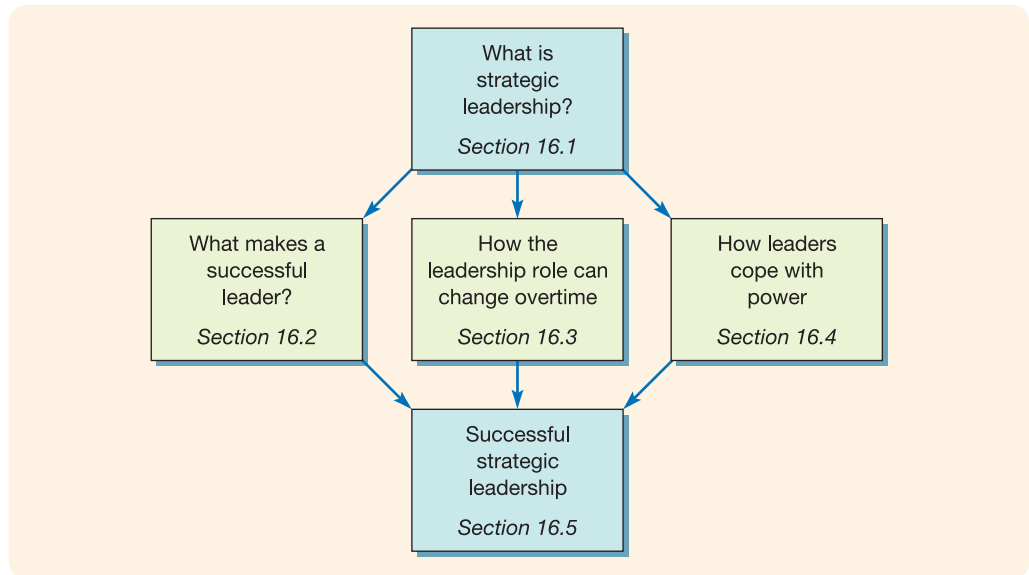 What is
strategic
leadership?
Section 16.1
What makes a
successful
leader?
Section 16.2
How the
leadership role can
change overtime
Section 16.3
How leaders
cope with
power
Section 16.4
Successful
strategic
leadership
Section 16.5